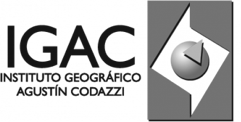 IGAC
INSTITUTO GEOGRÁFICO
AGUSTÍN CODAZZI